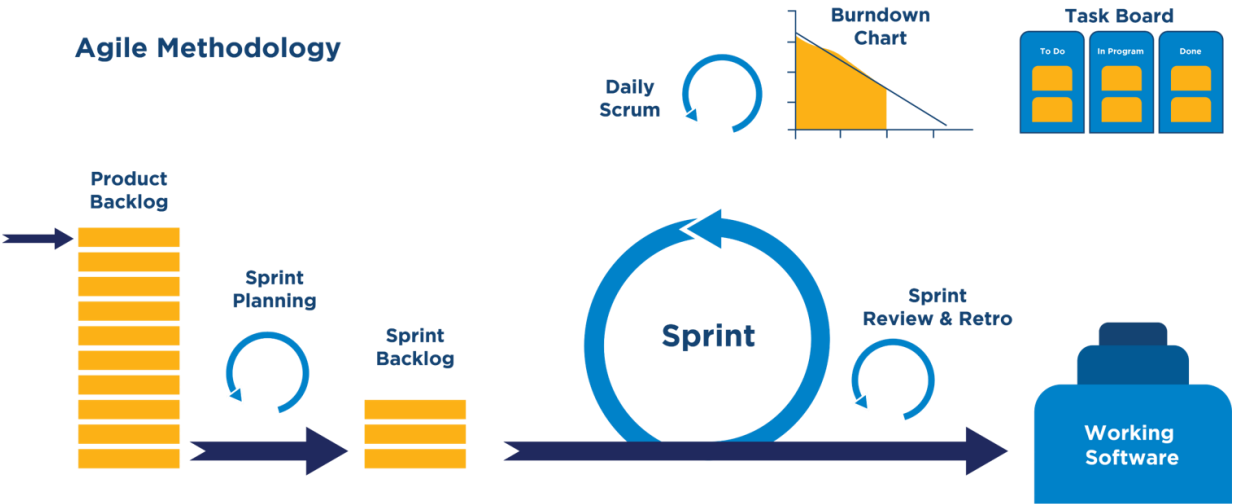 Agile Methodology
Burndown
Chart
Task Board
To Do
In Program
Done
Daily
Scrum
Product
Backlog
Sprint
Planning
Sprint
Backlog
Sprint
Sprint
Review & Retro
Working
Software